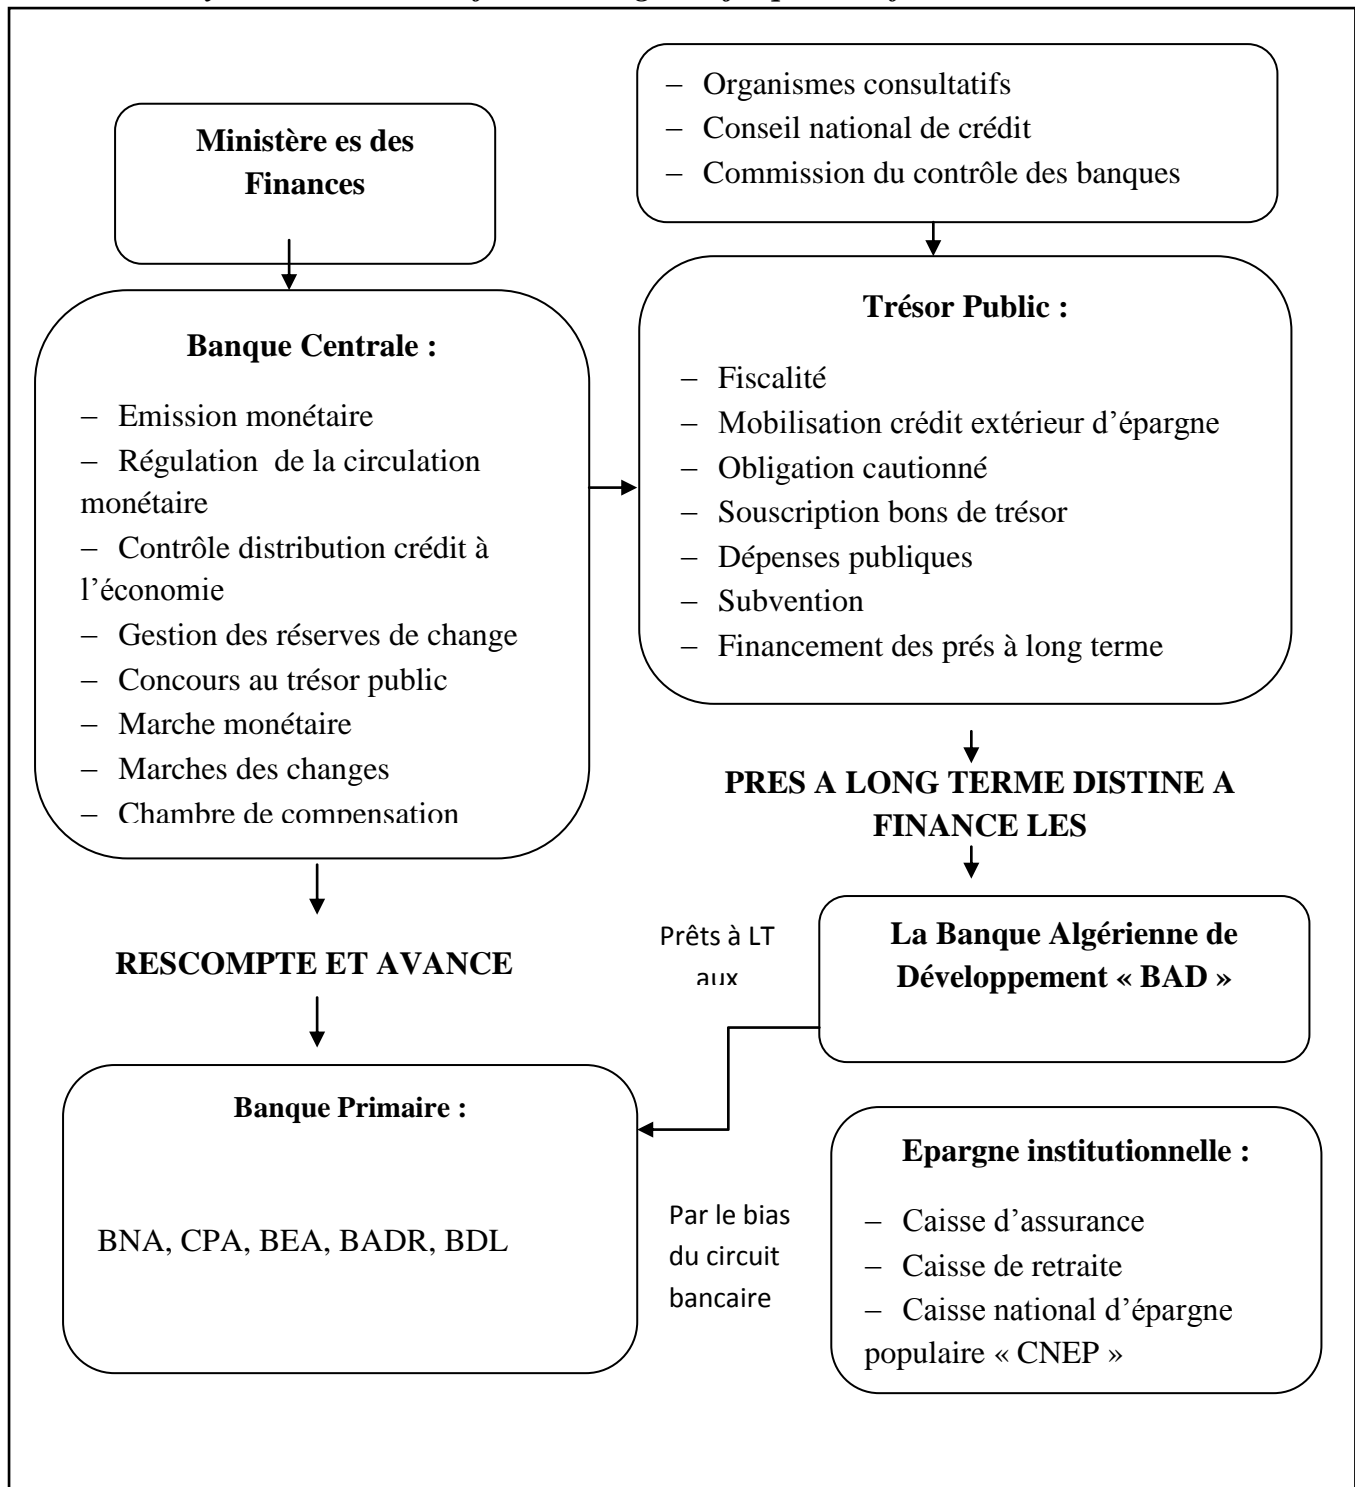 Ministère es des
Finances
– Organismes consultatifs
– Conseil national de crédit
– Commission du contrôle des banques
Banque Centrale :
– Emission monétaire
– Régulation de la circulation
monétaire
– Contrôle distribution crédit à
l’économie
– Gestion des réserves de change
– Concours au trésor public
– Marche monétaire
– Marches des changes
– Chambre de compensation
Trésor Public :
– Fiscalité
– Mobilisation crédit extérieur d’épargne
– Obligation cautionné
– Souscription bons de trésor
– Dépenses publiques
– Subvention
– Financement des prés à long terme
PRES A LONG TERME DISTINE A
FINANCE LES
RESCOMPTE ET AVANCE
Prêts à LT
aux
La Banque Algérienne de
Développement « BAD »
Banque Primaire :
BNA, CPA, BEA, BADR, BDL
Par le bias
du circuit
bancaire
Epargne institutionnelle :
– Caisse d’assurance
– Caisse de retraite
– Caisse national d’épargne
populaire « CNEP »